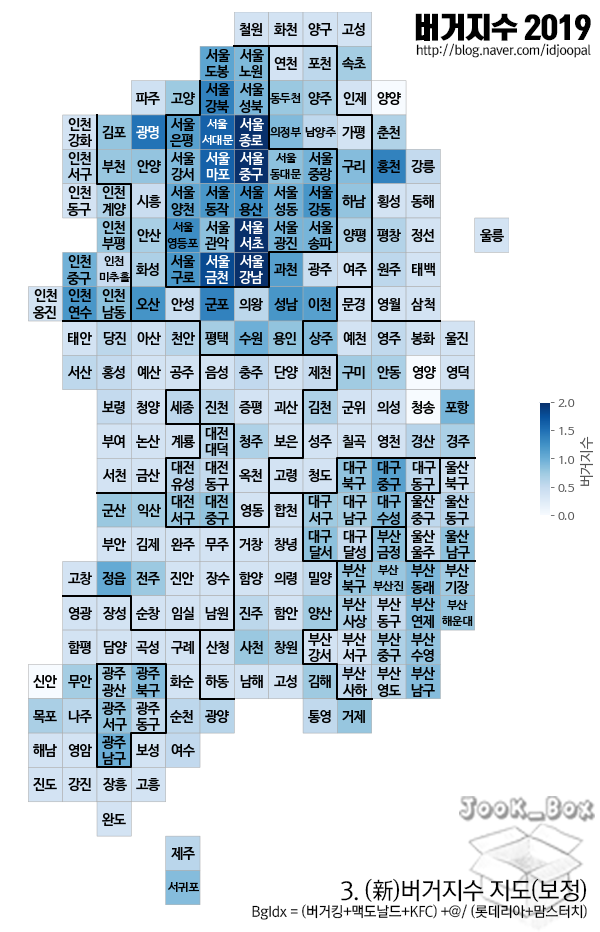 버거지수 2019
http://blog.naver.com/idjoopal
철원 화천 양구 고성
서울 도봉 서울 노원 연천 포천 속초
파주 고양 서울 강북 서울 성북 동두천 양주 인제 양양
인천 강화 김포 광명 서울 은평 서울 서대문 서울 종로 의정부 남양주 가평 춘천
인천 서구 부천 안양 서울 강서 서울 마포 서울 중구 서울 동대문 서울 중랑 구리 홍천 강릉
인천 동구 인천 계양 시흥 서울 양천 서울 동작 서울 용산 서울 성동 서울 강동 하남 횡성 동해
인천 부평 안산 서울 영등포 서울 관악 서울 서초 서울 광진 서울 송파 양평 평창 정선 울릉
인천 중구 인천 미추홀 화성 서울 구로 서울 금천 서울 강남 과천 광주 여주 원주 태백
인천 옹진 인천 연수 인천 남동 오산 안성 군포 의왕 성남 이천 문경 영월 삼척
태안 당진 아산 천안 평택 수원 용인 상주 예천 영주 봉화 울진
서산 홍성 예산 공주 음성 충주 단양 제천 구미 안동 영양 영덕
보령 청양 세종 진천 증평 괴산 김천 군위 의성 청송 포항
부여 논산 계룡 대전 대덕 청주 보은 성주 칠곡 영천 경산 경주
서천 금산 대전 유성 대전 동구 옥천 고령 청도 대구 북구 대구 중구 대구 동구 울산 북구
군산 익산 대전 서구 대전 중구 영동 합천 대구 서구 대구 남구 대구 수성 울산 중구 울산 동구
부안 김제 완주 무주 거창 창녕 대구 달서 대구 달성 부산 금정 울산 울주 울산 남구
고창 정읍 전주 진안 장수 함양 의령 밀양 부산 북구 부산 부산진 부산 동래 부산 기장
영광 장성 순창 임실 남원 진주 함안 양산 부산 사상 부산 동구 부산 연제 부산 해운대
함평 담양 곡성 구례 산청 사천 창원 부산 강서 부산 서구 부산 중구 부산 수영
신안 무안 광주 광산 광주 북구 화순 하동 남해 고성 김해 부산 사하 부산 영도 부산 남구
목포 나주 광주 서구 광주 동구 순천 광양 통영 거제
해남 영암 광주 남구 보성 여수
진도 강진 장흥 고흥
완도
제주
서귀포
2.0
1.5
1.0
0.5
0.0
버거지수
Jook_Box
3. (新)버거지수 지도(보정)
BgIdx = (버거킹+맥도날드+KFC) +@/ (롯데리아+맘스터치)